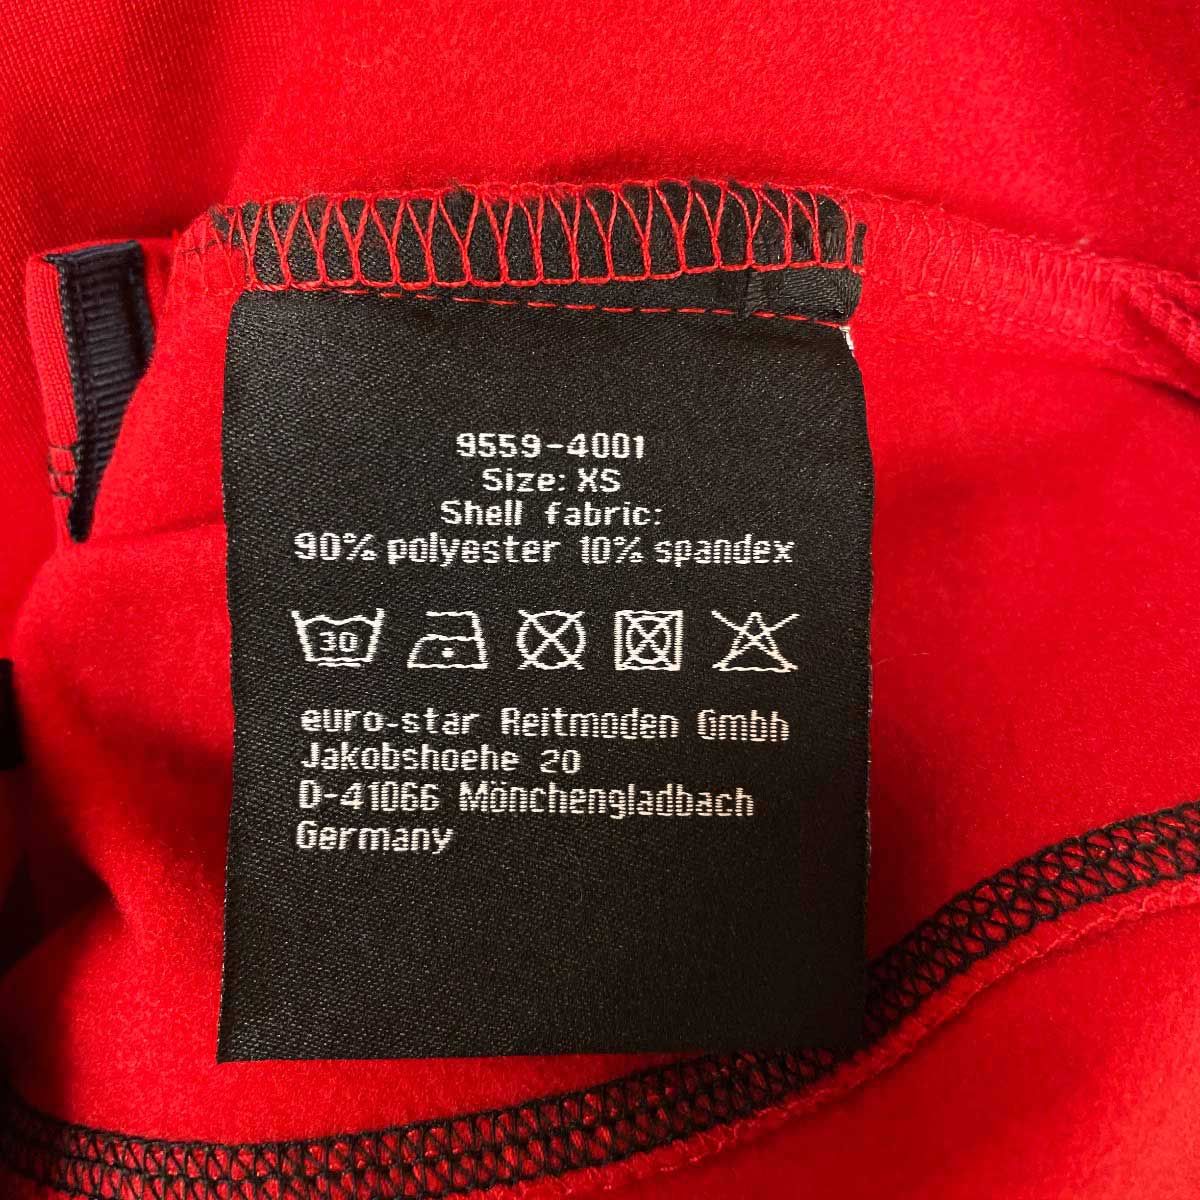 9559-4001
Size: XS
Shell fabric:
90% polyester 10% spandex
30
euro-star Reitmoden Gmbh
Jakobshoehe 20
D-41066 Mönchengladbach
Germany